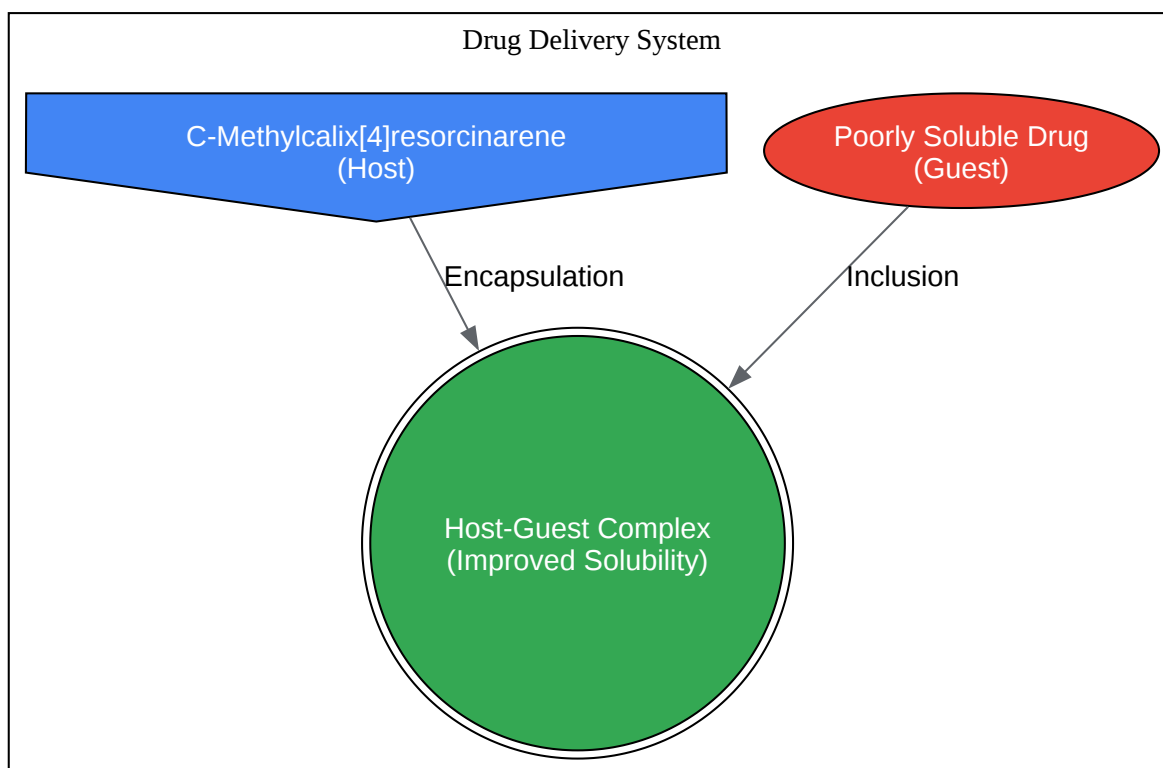 Drug Delivery System
C-Methylcalix[4]resorcinarene
(Host)
Poorly Soluble Drug
(Guest)
Encapsulation
Inclusion
Host-Guest Complex
(Improved Solubility)